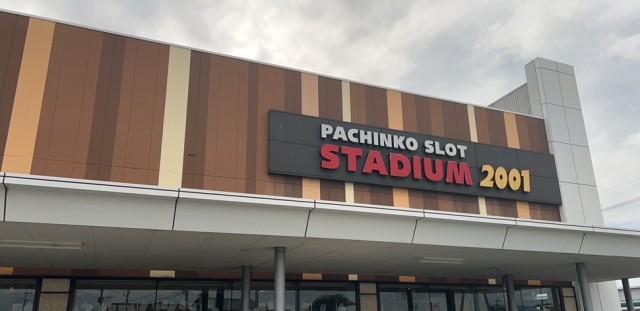 PACHINKO SLOT
STADIUM 2001